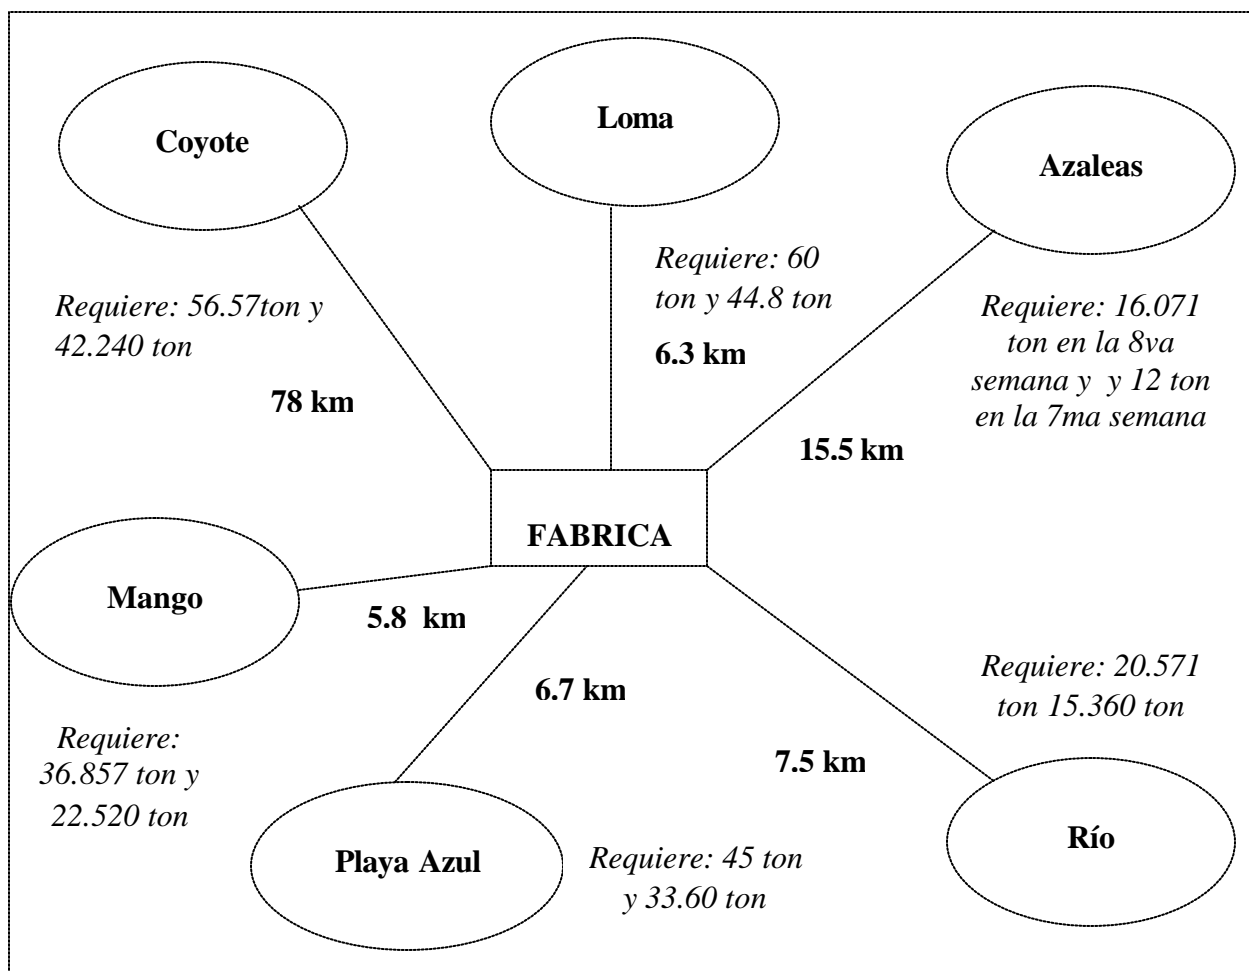 Coyote
Loma
Azaleas
Requiere: 56.57ton y
42.240 ton
78 km
Requiere: 60
ton y 44.8 ton
6.3 km
Requiere: 16.071
ton en la 8va
semana y  y 12 ton
en la 7ma semana
15.5 km
FABRICA
Mango
5.8  km
Requiere:
36.857 ton y
22.520 ton
6.7 km
Playa Azul
Requiere: 45 ton
y 33.60 ton
7.5 km
Requiere: 20.571
ton 15.360 ton
Río